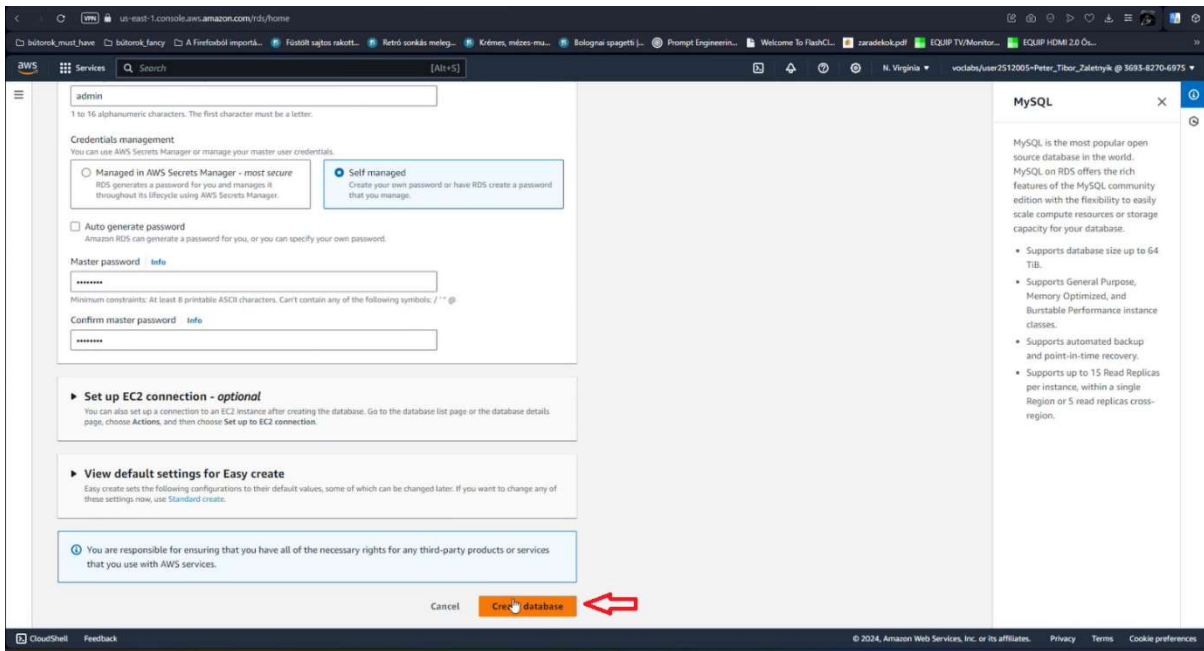 VPN us-east-1.console.aws.amazon.com/rds/home
bútorok_must_have bútorok_fancy A Firefoxból importá... Füstölt sajtos rakott... Retró sonkás meleg... Krémes, mézes-mu... Bolognai spagetti |... Prompt Engineerin... Welcome To FlashCl... zaradekok.pdf EQUIP TV/Monitor... EQUIP HDMI 2.0 Ös... »
aws Services Search [Alt+S] N. Virginia voclabs/user2512005=Peter_Tibor_Zaletnyik @ 3693-8270-6975
admin
1 to 16 alphanumeric characters. The first character must be a letter.
Credentials management
You can use AWS Secrets Manager or manage your master user credentials.
Managed in AWS Secrets Manager - most secure
RDS generates a password for you and manages it
throughout its lifecycle using AWS Secrets Manager.
Self managed
Create your own password or have RDS create a password
that you manage.
Auto generate password
Amazon RDS can generate a password for you, or you can specify your own password.
Master password Info
••••••••
Minimum constraints: At least 8 printable ASCII characters. Can't contain any of the following symbols: / ' " @
Confirm master password Info
••••••••
Set up EC2 connection - optional
You can also set up a connection to an EC2 instance after creating the database. Go to the database list page or the database details
page, choose Actions, and then choose Set up to EC2 connection.
View default settings for Easy create
Easy create sets the following configurations to their default values, some of which can be changed later. If you want to change any of
these settings now, use Standard create.
You are responsible for ensuring that you have all of the necessary rights for any third-party products or services
that you use with AWS services.
Cancel Create database
MySQL
MySQL is the most popular open
source database in the world.
MySQL on RDS offers the rich
features of the MySQL community
edition with the flexibility to easily
scale compute resources or storage
capacity for your database.
• Supports database size up to 64
TiB.
• Supports General Purpose,
Memory Optimized, and
Burstable Performance instance
classes.
• Supports automated backup
and point-in-time recovery.
• Supports up to 15 Read Replicas
per instance, within a single
Region or 5 read replicas cross-
region.
CloudShell Feedback © 2024, Amazon Web Services, Inc. or its affiliates. Privacy Terms Cookie preferences